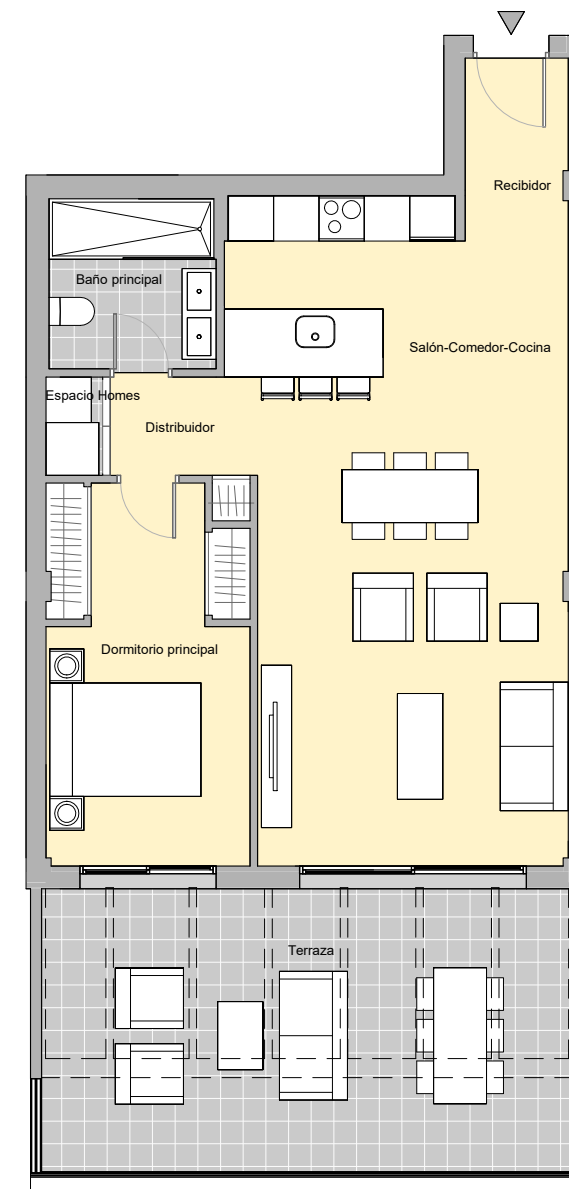 Recibidor
Baño principal
Salón-Comedor-Cocina
Espacio Homes
Distribuidor
Dormitorio principal
Terraza